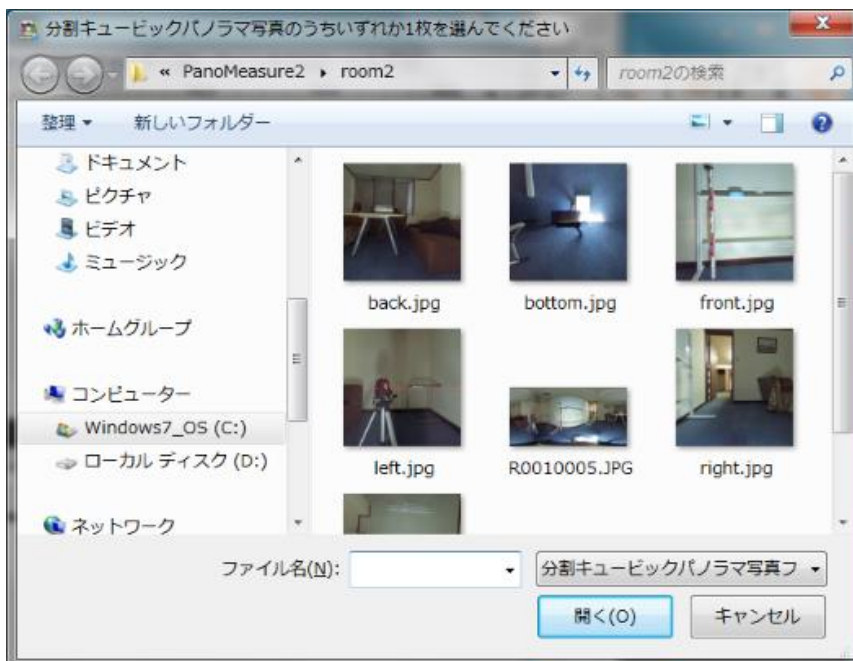 分割キュービックパノラマ写真のうちいずれか1枚を選んでください
« PanoMeasure2 ▸ room2
room2の検索
整理
新しいフォルダー
ドキュメント
ピクチャ
ビデオ
ミュージック
ホームグループ
コンピューター
Windows7_OS (C:)
ローカル ディスク (D:)
ネットワーク
back.jpg
bottom.jpg
front.jpg
left.jpg
R0010005.JPG
right.jpg
ファイル名(N):
分割キュービックパノラマ写真フ
開く(O)
キャンセル